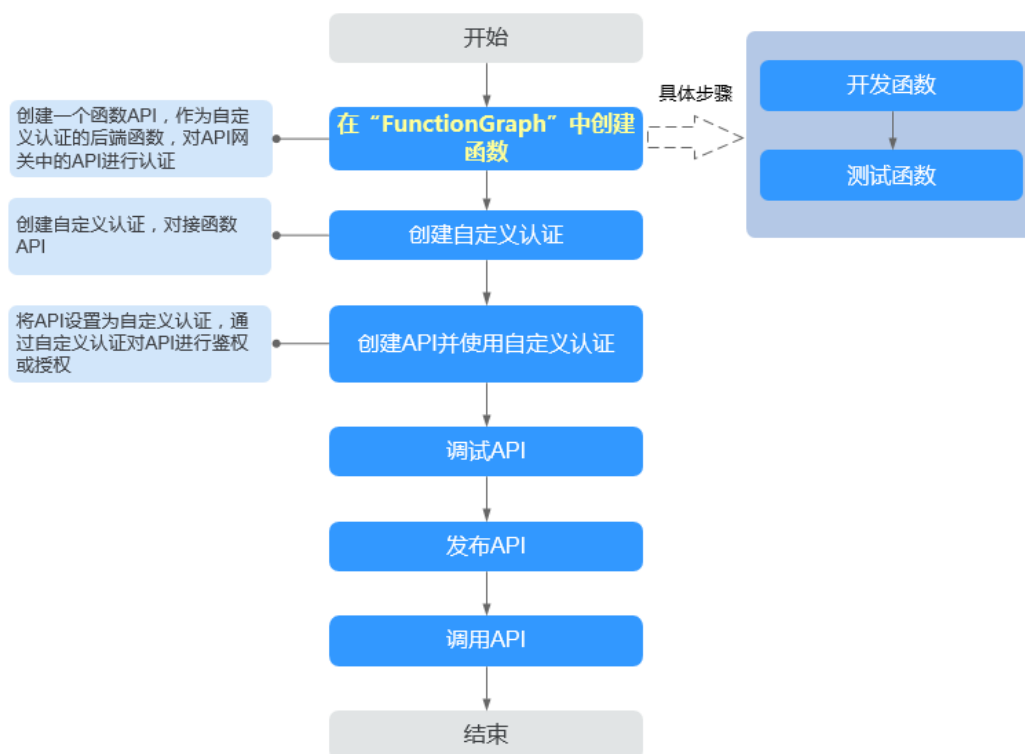 开始
创建一个函数API，作为自定
义认证的后端函数，对API网
关中的API进行认证
在“FunctionGraph”中创建
函数
具体步骤
开发函数
测试函数
创建自定义认证，对接函数
API
创建自定义认证
将API设置为自定义认证，通
过自定义认证对API进行鉴权
或授权
创建API并使用自定义认证
调试API
发布API
调用API
结束